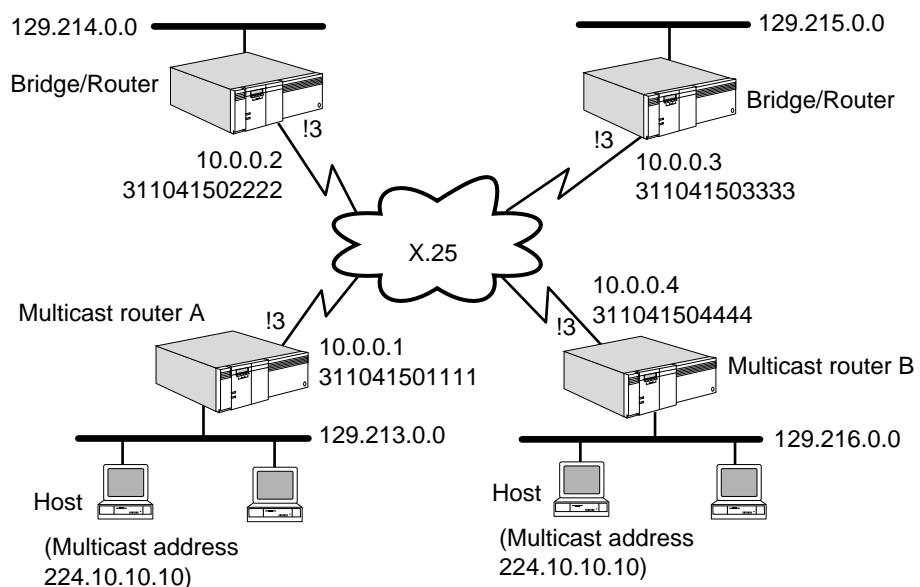 129.214.0.0
129.215.0.0
Bridge/Router
Bridge/Router
!3
!3
10.0.0.2
311041502222
10.0.0.3
311041503333
X.25
10.0.0.4
311041504444
Multicast router A
!3
!3
10.0.0.1
311041501111
Multicast router B
129.213.0.0
129.216.0.0
Host
Host
(Multicast address
224.10.10.10)
(Multicast address
224.10.10.10)